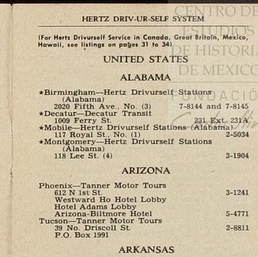 HERTZ DRIV-UR-SELF SYSTEM
(For Hertz Drivurself Service in Canada, Great Britain, Mexico,
Hawaii, see listings on pages 31 to 34)
UNITED STATES
ALABAMA
★Birmingham—Hertz Drivurself Stations
(Alabama)
2020 Fifth Ave., No. (3) 7-8144 and 7-8145
★Decatur—Decatur Transit
1009 Ferry St. 231 Ext. 231A
★Mobile—Hertz Drivurself Stations (Alabama)
117 Royal St., No. (1) 2-5034
★Montgomery—Hertz Drivurself Stations
(Alabama)
118 Lee St. (4) 3-1904
ARIZONA
Phoenix—Tanner Motor Tours
612 N 1st St. 3-1241
Westward Ho Hotel Lobby
Hotel Adams Lobby
Arizona-Biltmore Hotel 5-4771
Tucson—Tanner Motor Tours
39 No. Driscoll St. 2-8811
P.O. Box 1991
ARKANSAS
CENTRO DE
ESTUDIOS
DE HISTORIA
DE MEXICO
FUNDACIÓN